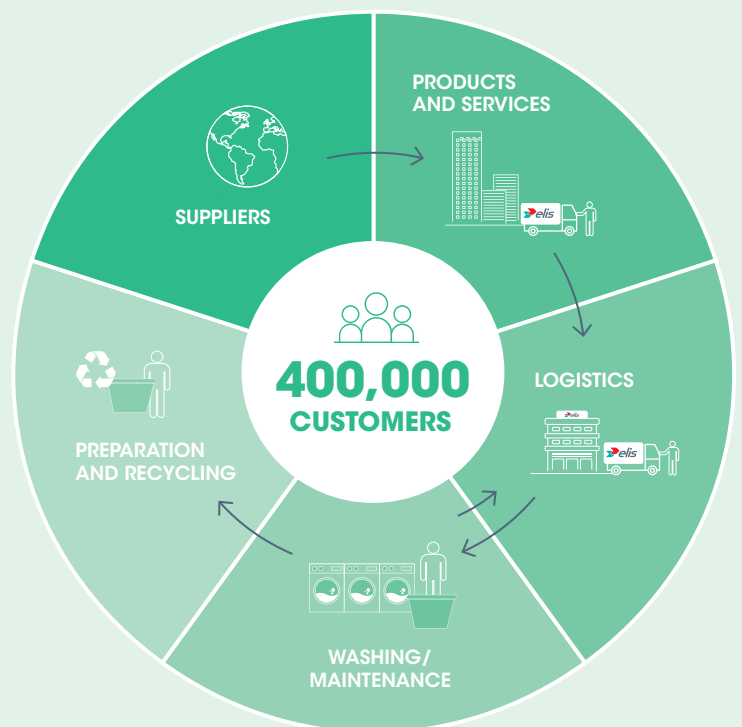 PRODUCTS
AND SERVICES
elis
SUPPLIERS
400,000
CUSTOMERS
LOGISTICS
elis
elis
PREPARATION
AND RECYCLING
WASHING/
MAINTENANCE